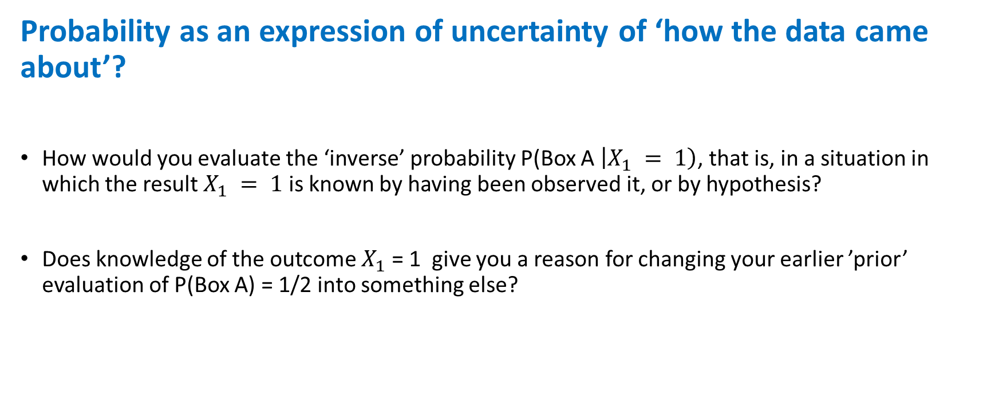 Probability as an expression of uncertainty of ‘how the data came
about’?
• How would you evaluate the ‘inverse’ probability P(Box A |X₁ = 1), that is, in a situation in
which the result X₁ = 1 is known by having been observed it, or by hypothesis?
• Does knowledge of the outcome X₁ = 1 give you a reason for changing your earlier ’prior’
evaluation of P(Box A) = 1/2 into something else?